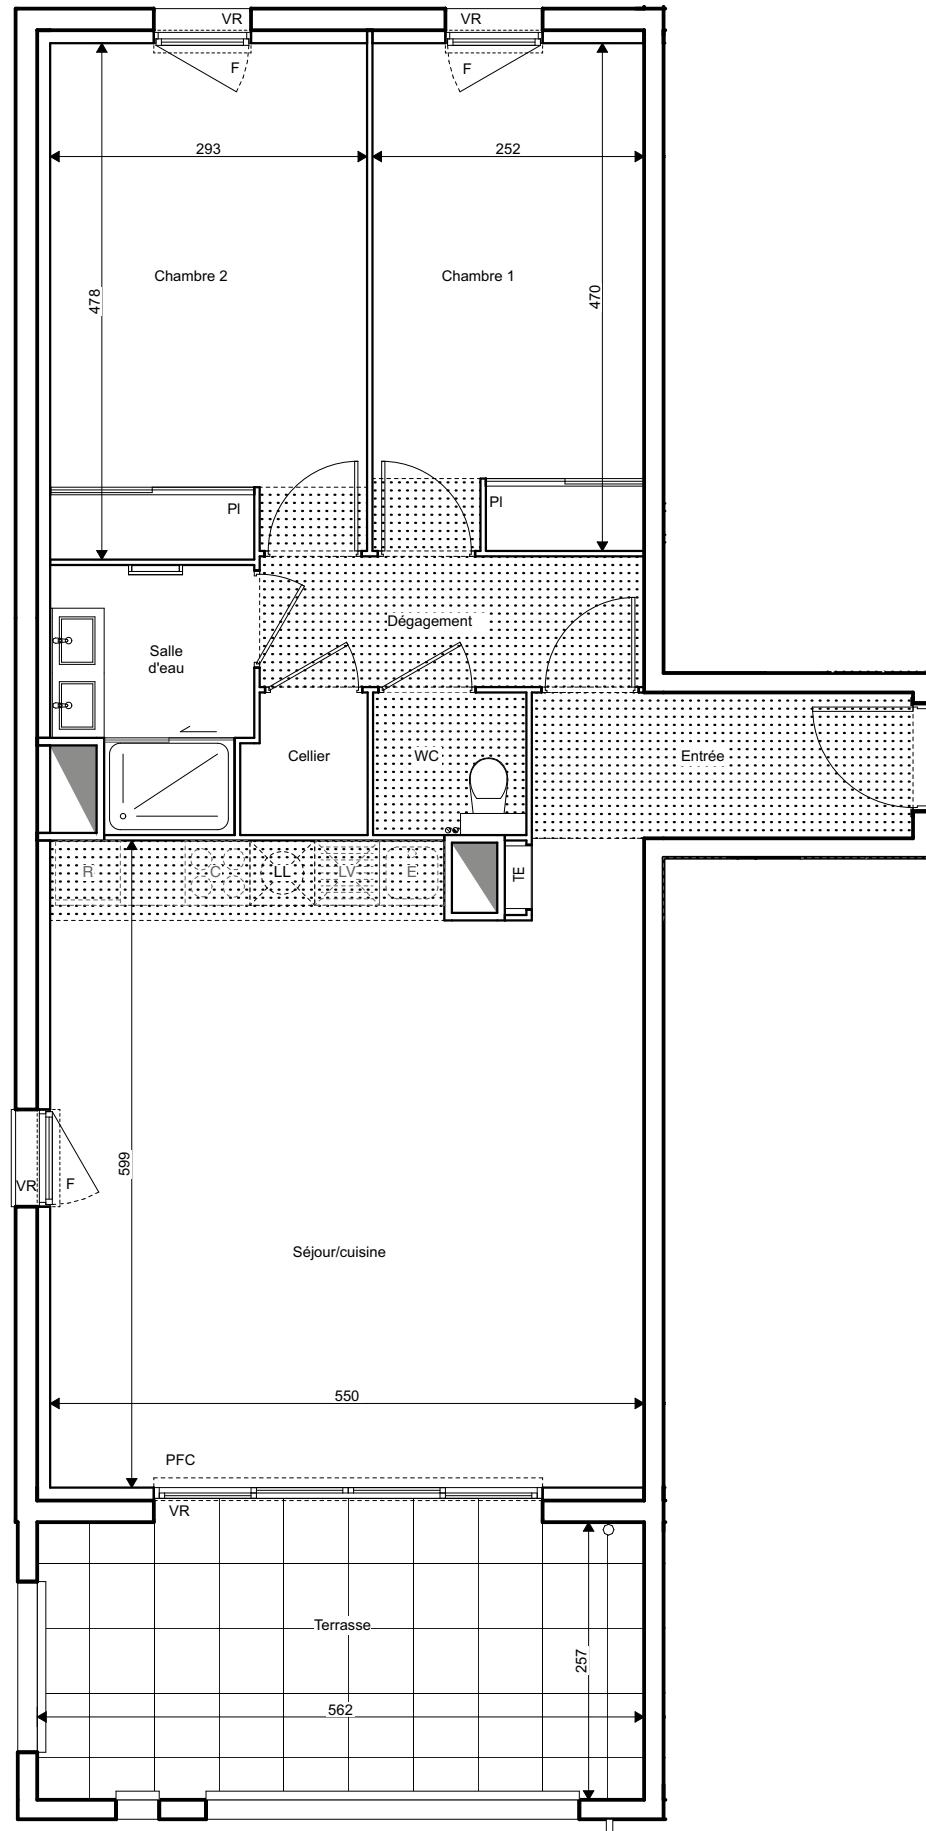 VR
VR
F
F
293
252
Chambre 2
Chambre 1
478
470
Pl
Pl
Dégagement
Salle
d'eau
Cellier
WC
Entrée
R
C
LL
LV
E
TE
599
VR
F
Séjour/cuisine
550
PFC
VR
Terrasse
257
562